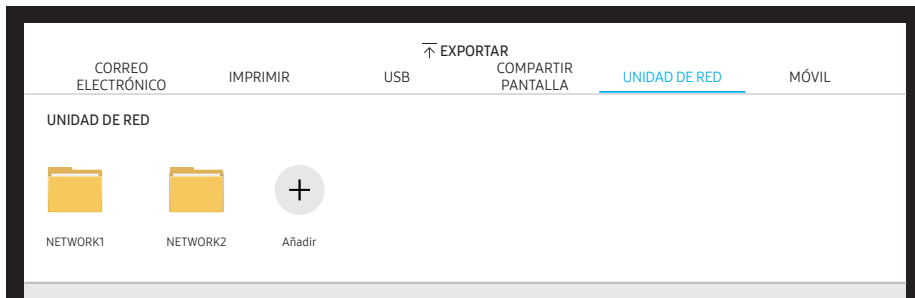 EXPORTAR
CORREO
ELECTRÓNICO
IMPRIMIR
USB
COMPARTIR
PANTALLA
UNIDAD DE RED
MÓVIL
UNIDAD DE RED
NETWORK1
NETWORK2
Añadir